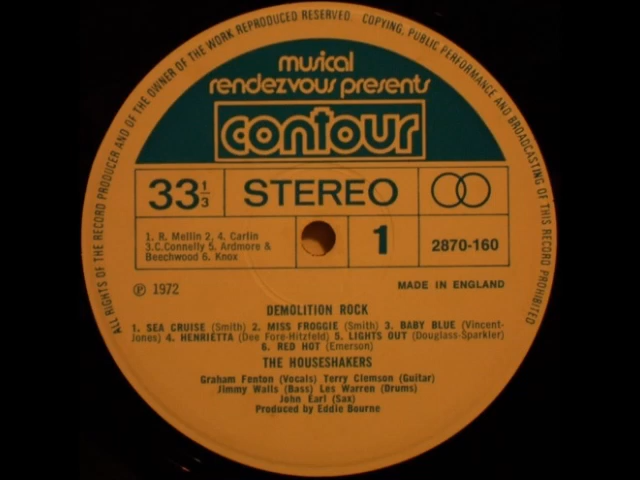 ALL RIGHTS OF THE RECORD PRODUCER AND OF THE OWNER OF THE WORK REPRODUCED RESERVED. COPYING, PUBLIC PERFORMANCE AND BROADCASTING OF THIS RECORD PROHIBITED
musical
rendezvous presents
contour
33 1/3
STEREO
1. R. Mellin 2, 4. Carlin
3.C.Connelly 5. Ardmore &
Beechwood 6. Knox
1
2870-160
℗ 1972
MADE IN ENGLAND
DEMOLITION ROCK
1. SEA CRUISE (Smith) 2. MISS FROGGIE (Smith) 3. BABY BLUE (Vincent-
Jones) 4. HENRIETTA (Dee Fore-Hitzfeld) 5. LIGHTS OUT (Douglass-Sparkler)
6. RED HOT (Emerson)
THE HOUSESHAKERS
Graham Fenton (Vocals) Terry Clemson (Guitar)
Jimmy Walls (Bass) Les Warren (Drums)
John Earl (Sax)
Produced by Eddie Bourne